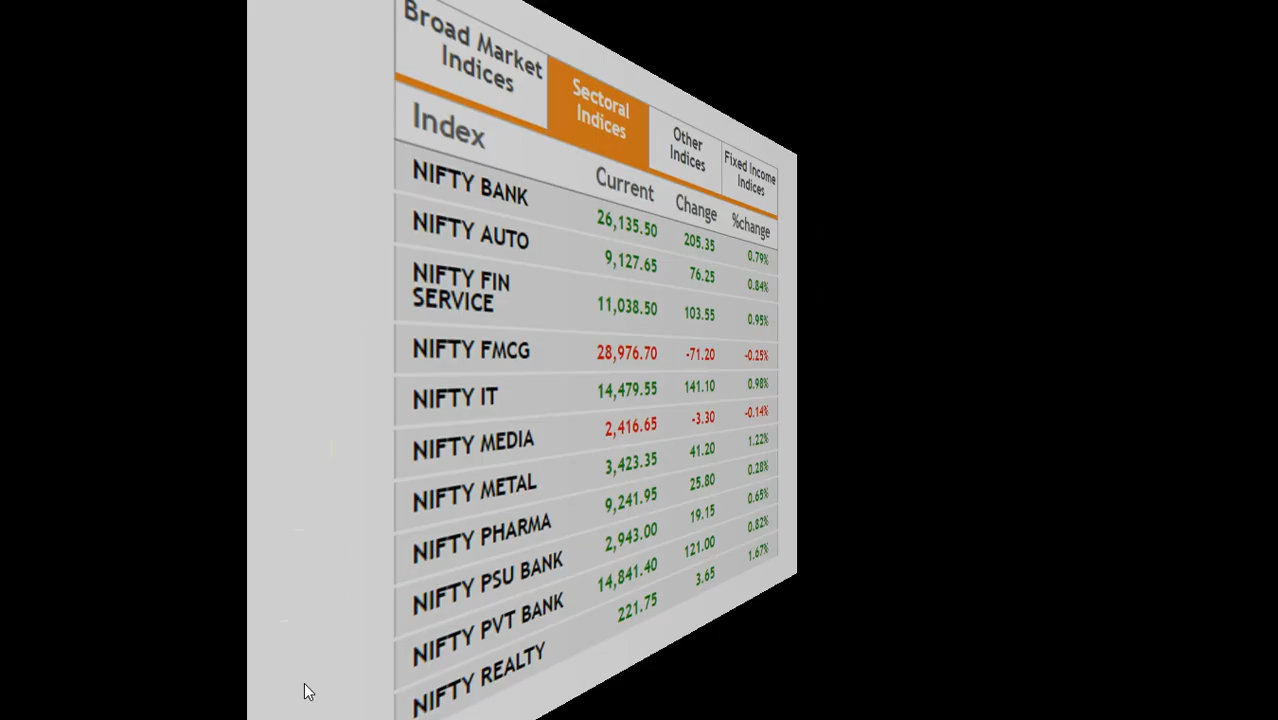 Broad Market
Indices
Sectoral
Indices
Other
Indices
Fixed Income
Indices
Index Current Change %change
NIFTY BANK 26,135.50 205.35 0.79%
NIFTY AUTO 9,127.65 76.25 0.84%
NIFTY FIN
SERVICE 11,038.50 103.55 0.95%
NIFTY FMCG 28,976.70 -71.20 -0.25%
NIFTY IT 14,479.55 141.10 0.98%
NIFTY MEDIA 2,416.65 -3.30 -0.14%
NIFTY METAL 3,423.35 41.20 1.22%
NIFTY PHARMA 9,241.95 25.80 0.28%
NIFTY PSU BANK 2,943.00 19.15 0.65%
NIFTY PVT BANK 14,841.40 121.00 0.82%
NIFTY REALTY 221.75 3.65 1.67%